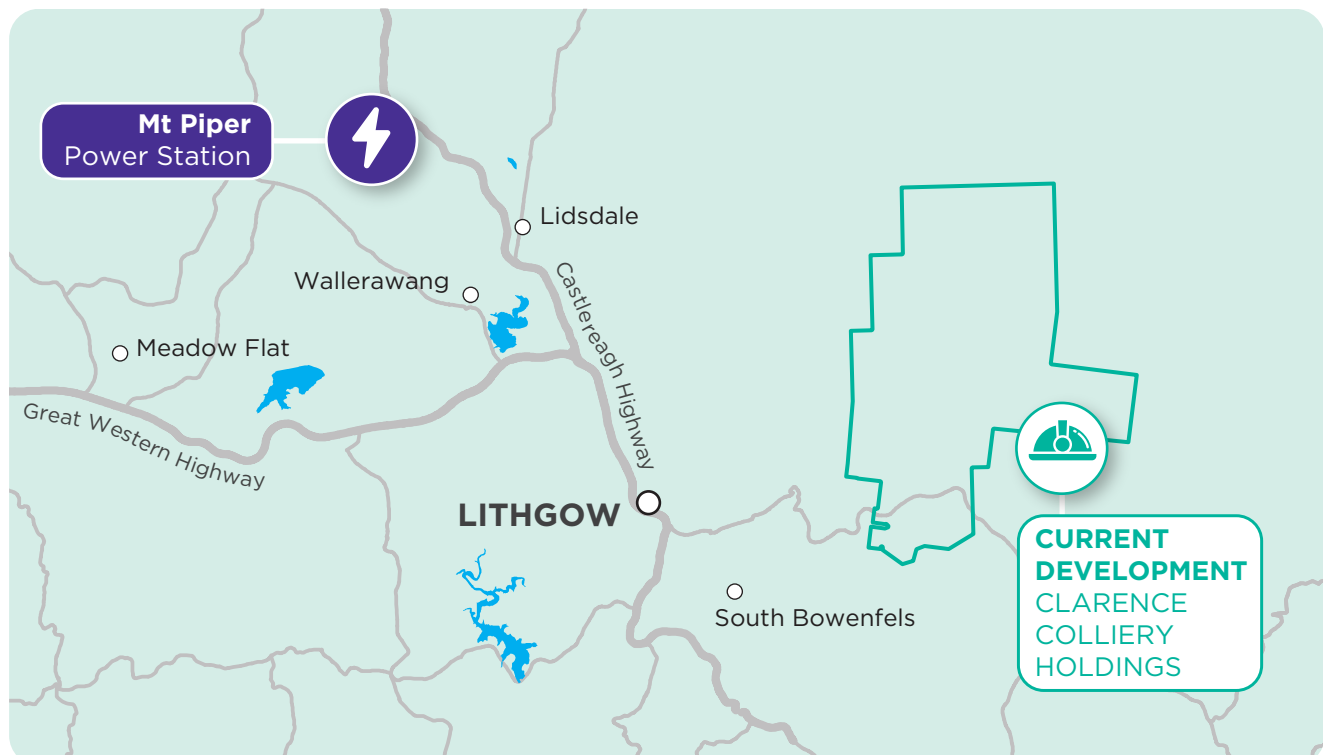 Mt Piper
Power Station
Lidsdale
Wallerawang
Castlereagh Highway
Meadow Flat
Great Western Highway
LITHGOW
South Bowenfels
CURRENT
DEVELOPMENT
CLARENCE
COLLIERY
HOLDINGS